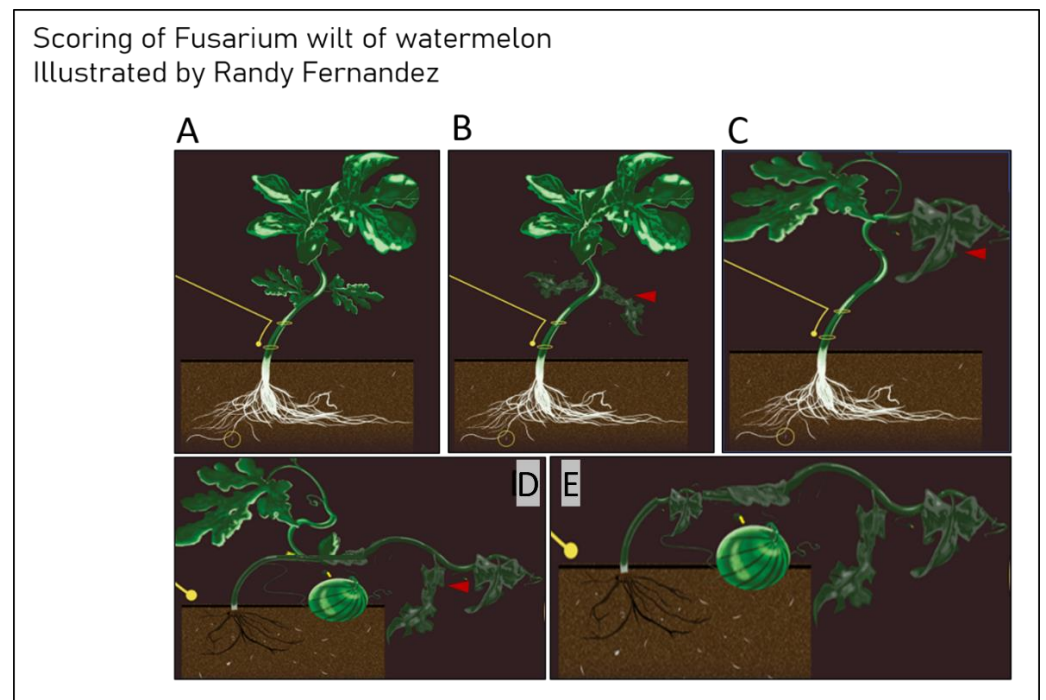 Scoring of Fusarium wilt of watermelon
Illustrated by Randy Fernandez
A
B
C
D
E